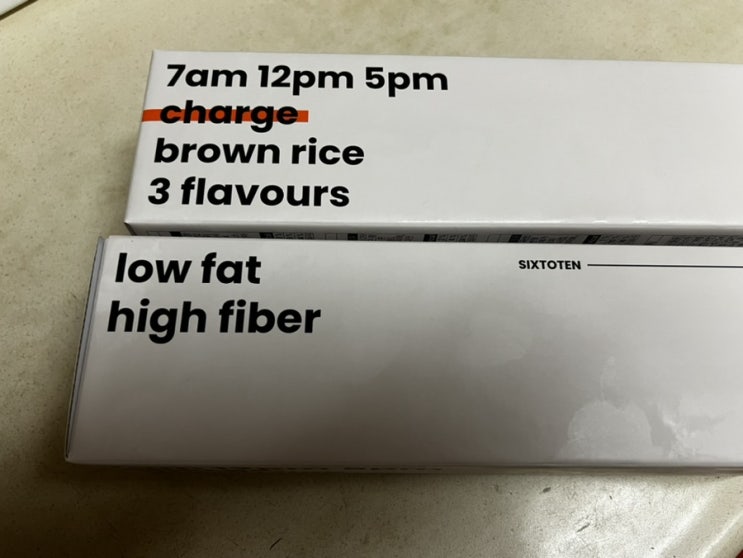 7am 12pm 5pm
charge
brown rice
3 flavours
low fat
high fiber
SIXTOTEN